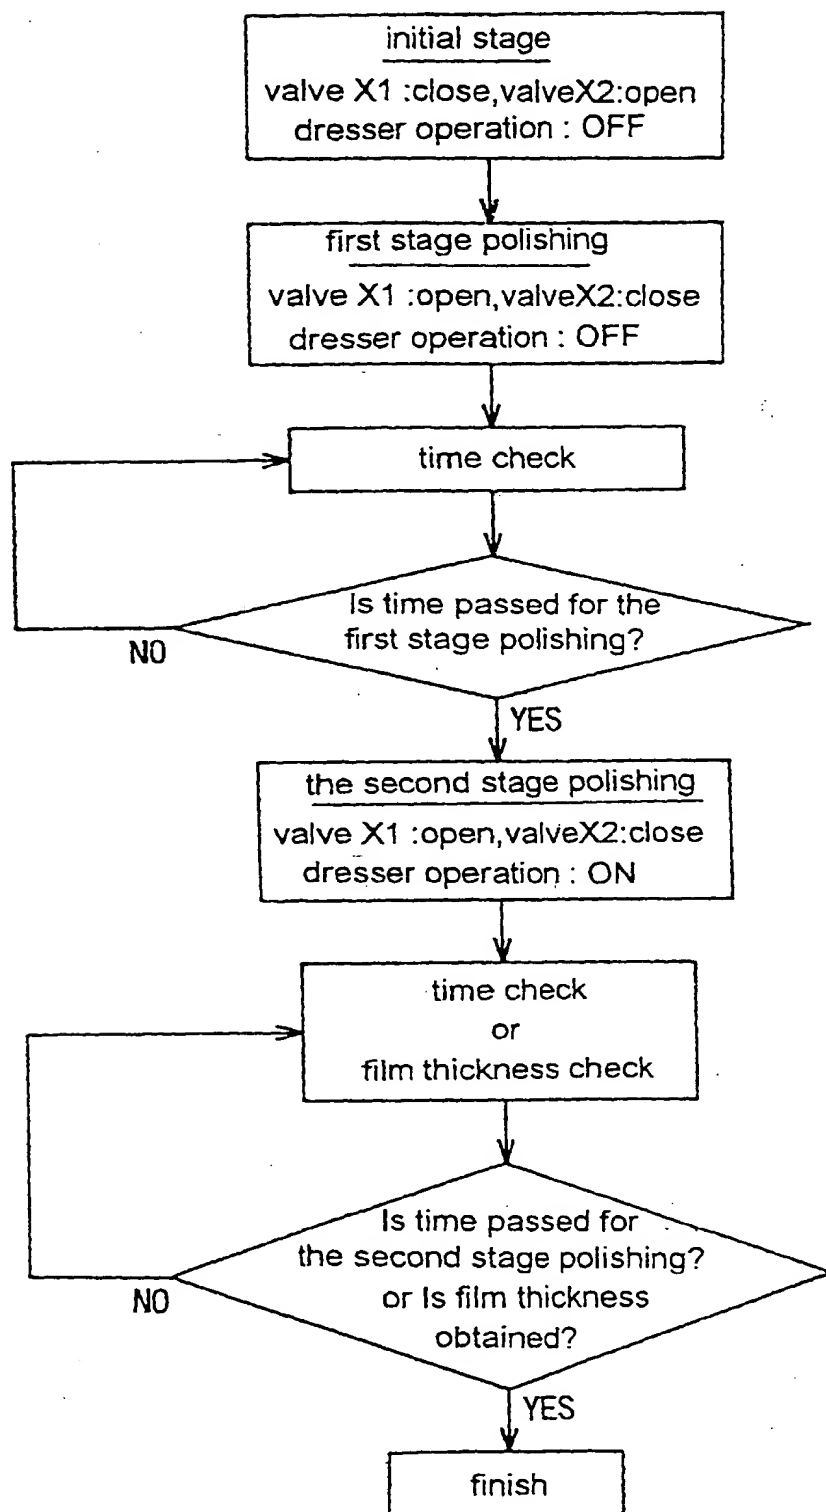 initial stage
valve X1 :close,valveX2:open
dresser operation : OFF
first stage polishing
valve X1 :open,valveX2:close
dresser operation : OFF
time check
Is time passed for the
first stage polishing?
NO
YES
the second stage polishing
valve X1 :open,valveX2:close
dresser operation : ON
time check
or
film thickness check
Is time passed for
the second stage polishing?
or Is film thickness
obtained?
NO
YES
finish